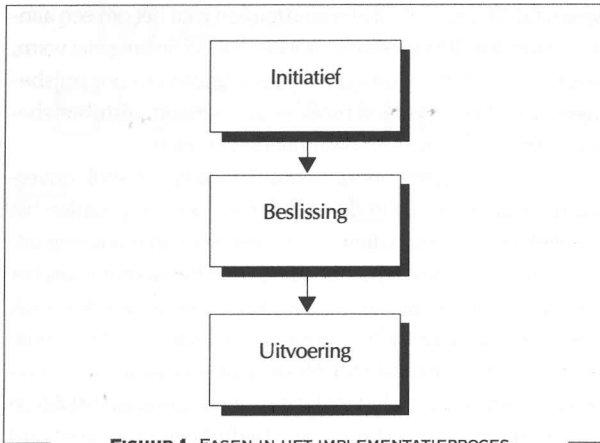 Initiatief
Beslissing
Uitvoering
FIGUUR 1. FASEN IN HET IMPLEMENTATIEPROCES